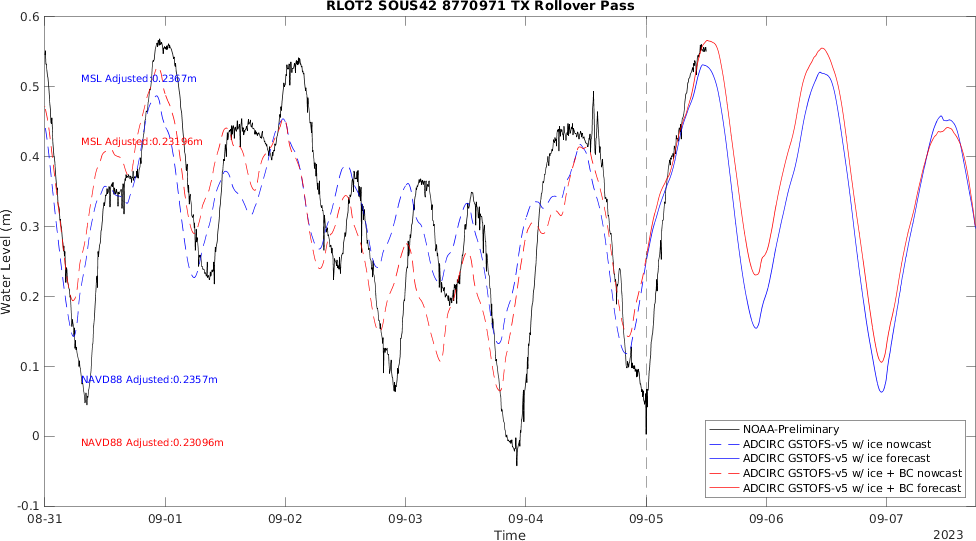 RLOT2 SOUS42 8770971 TX Rollover Pass
0.6
0.5
0.4
0.3
0.2
0.1
0
-0.1
Water Level (m)
MSL Adjusted:0.2367m
MSL Adjusted:0.23196m
NAVD88 Adjusted:0.2357m
NAVD88 Adjusted:0.23096m
NOAA-Preliminary
ADCIRC GSTOFS-v5 w/ ice nowcast
ADCIRC GSTOFS-v5 w/ ice forecast
ADCIRC GSTOFS-v5 w/ ice + BC nowcast
ADCIRC GSTOFS-v5 w/ ice + BC forecast
08-31 09-01 09-02 09-03 09-04 09-05 09-06 09-07
Time
2023